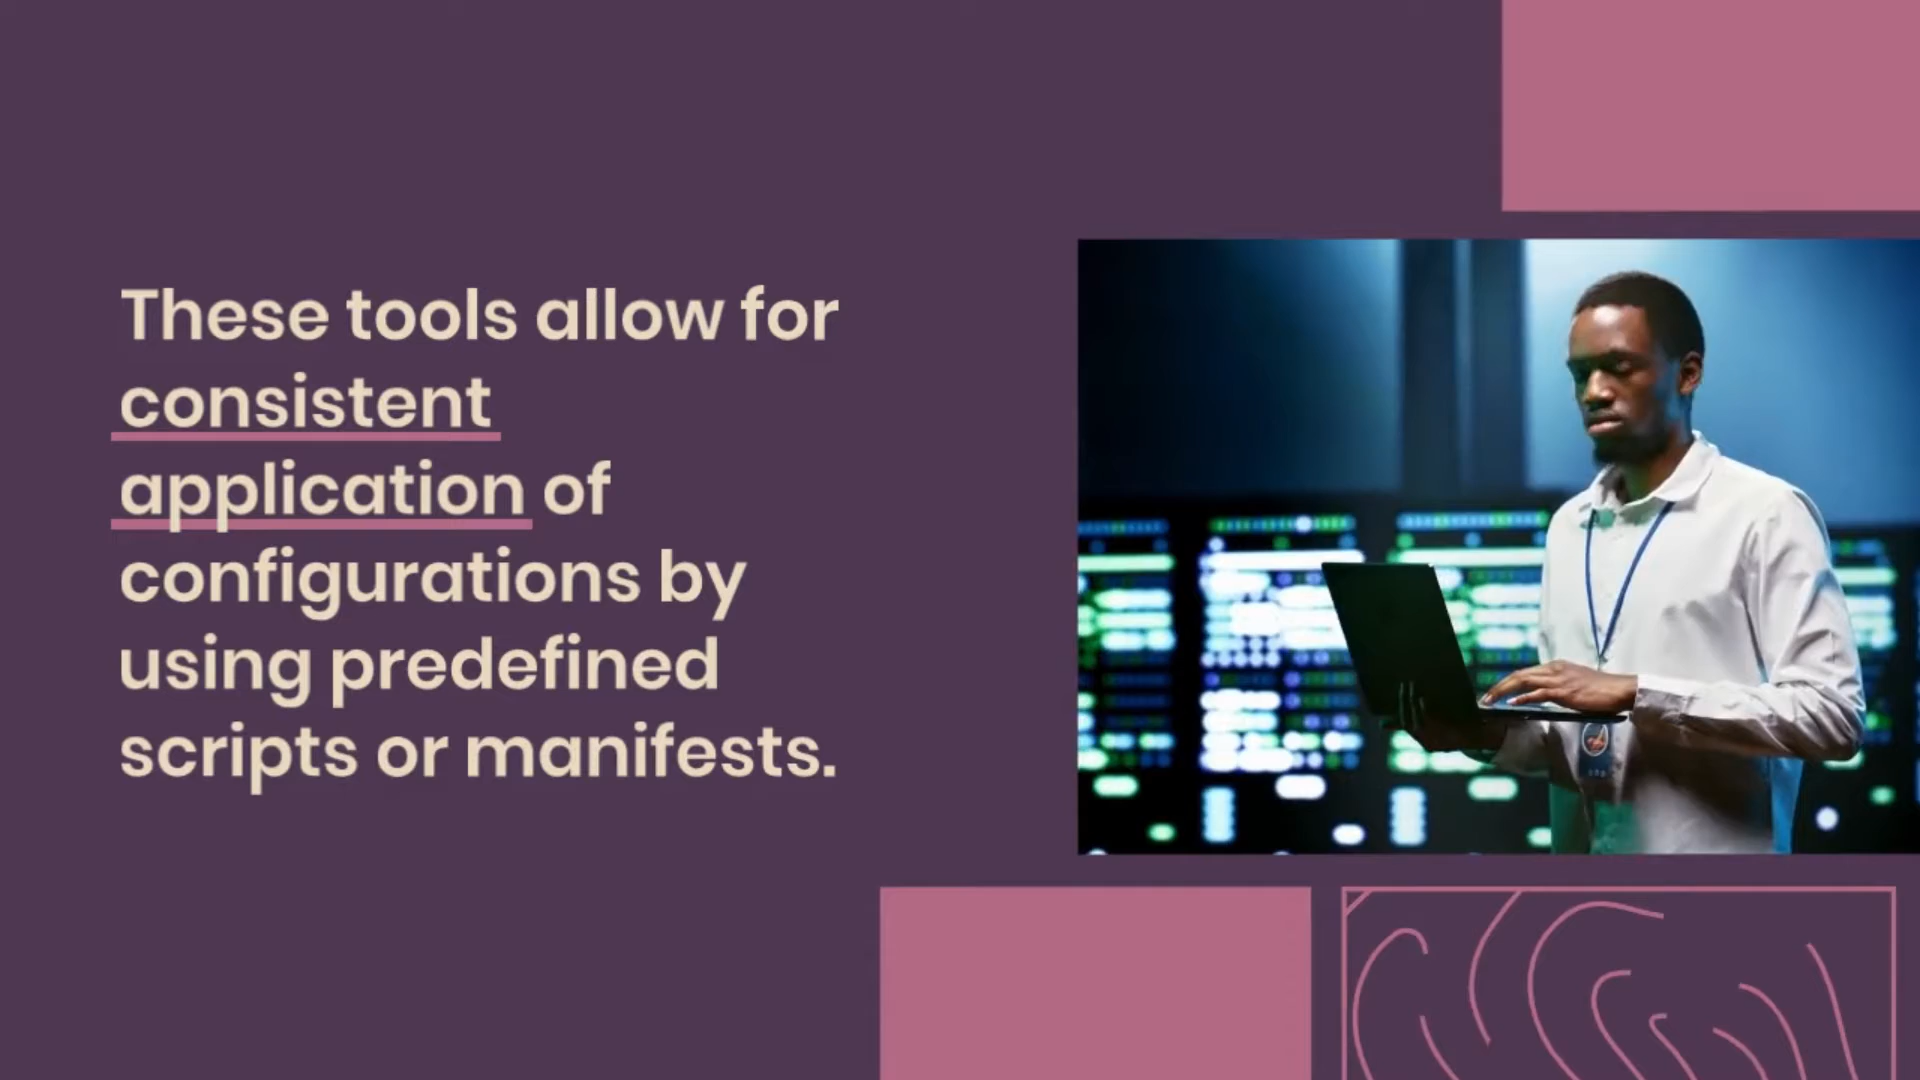 These tools allow for
consistent
application of
configurations by
using predefined
scripts or manifests.